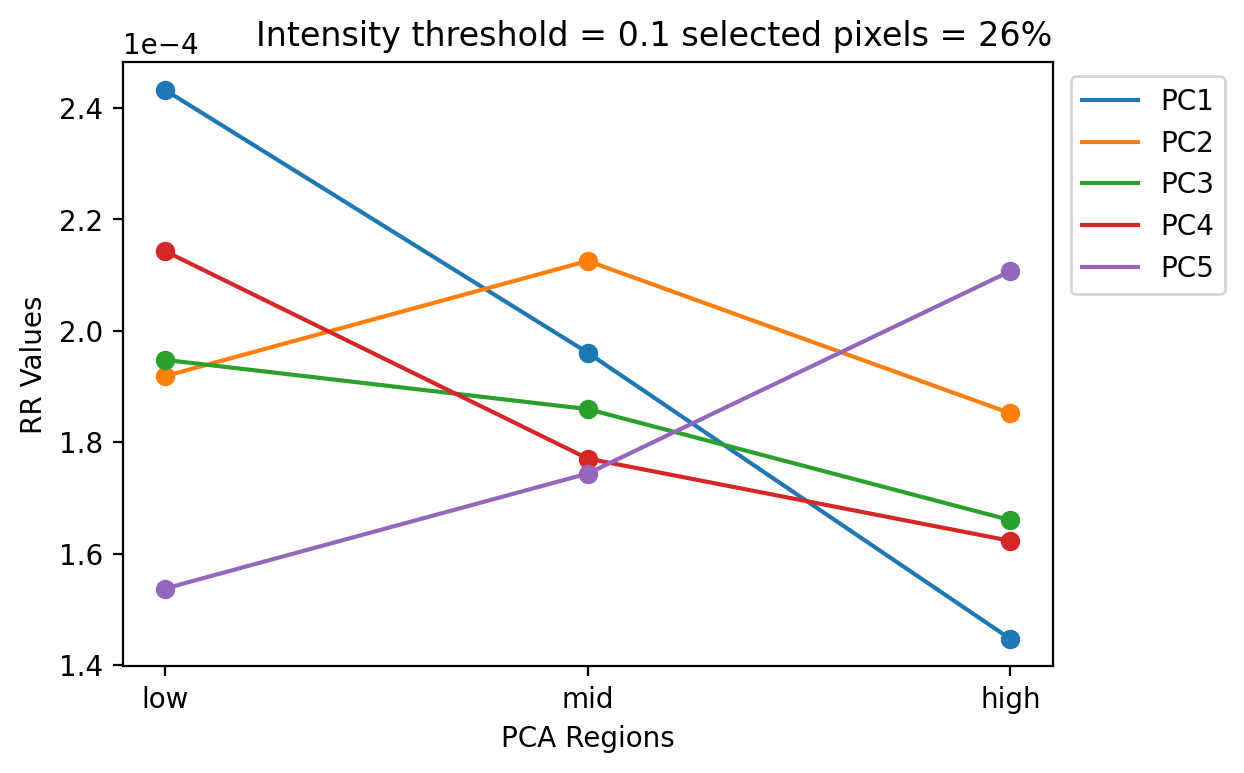 Intensity threshold = 0.1 selected pixels = 26%
1e−4
2.4
2.2
2.0
1.8
1.6
1.4
RR Values
low
mid
high
PCA Regions
PC1
PC2
PC3
PC4
PC5